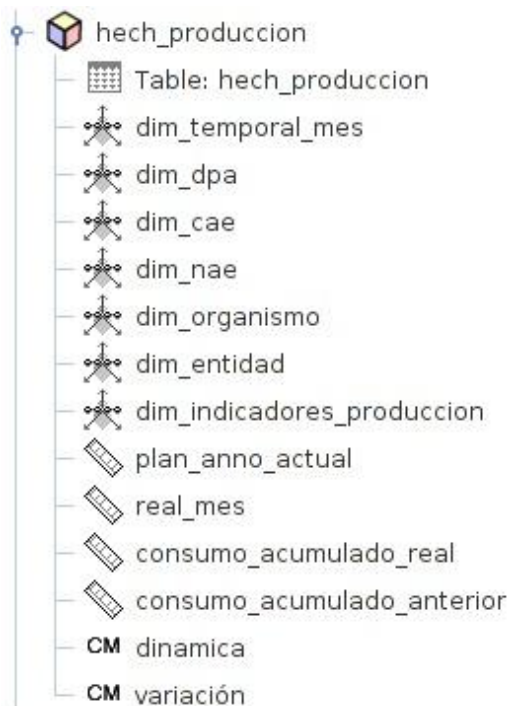 hech_produccion
Table: hech_produccion
dim_temporal_mes
dim_dpa
dim_cae
dim_nae
dim_organismo
dim_entidad
dim_indicadores_produccion
plan_anno_actual
real_mes
consumo_acumulado_real
consumo_acumulado_anterior
CM dinamica
CM variación